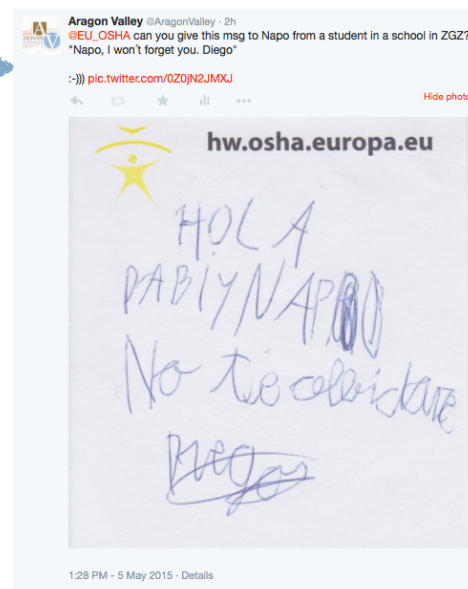 Aragon Valley @AragonValley · 2h
@EU_OSHA can you give this msg to Napo from a student in a school in ZGZ?
"Napo, I won´t forget you. Diego"
:-))) pic.twitter.com/0Z0jN2JMXJ
Hide photo
hw.osha.europa.eu
HOLA
PABIY NAPO
No te olbidare
Diego
1:28 PM - 5 May 2015 · Details